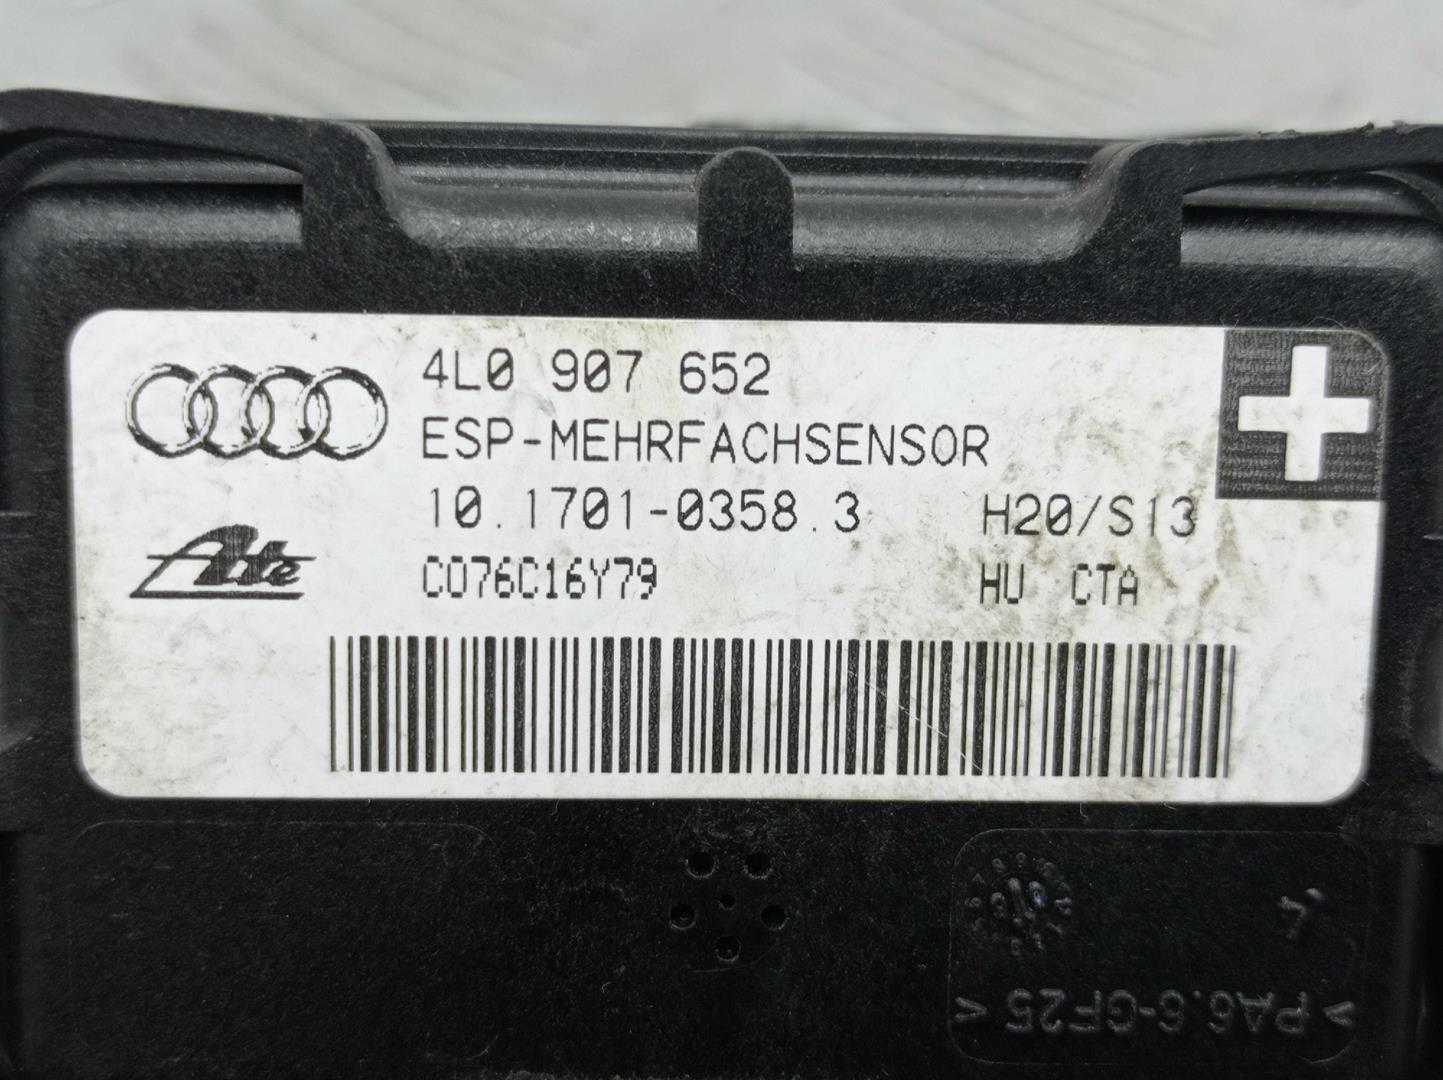 4L0 907 652
ESP-MEHRFACHSENSOR
10.1701-0358.3 H20/S13
Ate
C076C16Y79 HU CTA
>PA6.6-GF25<